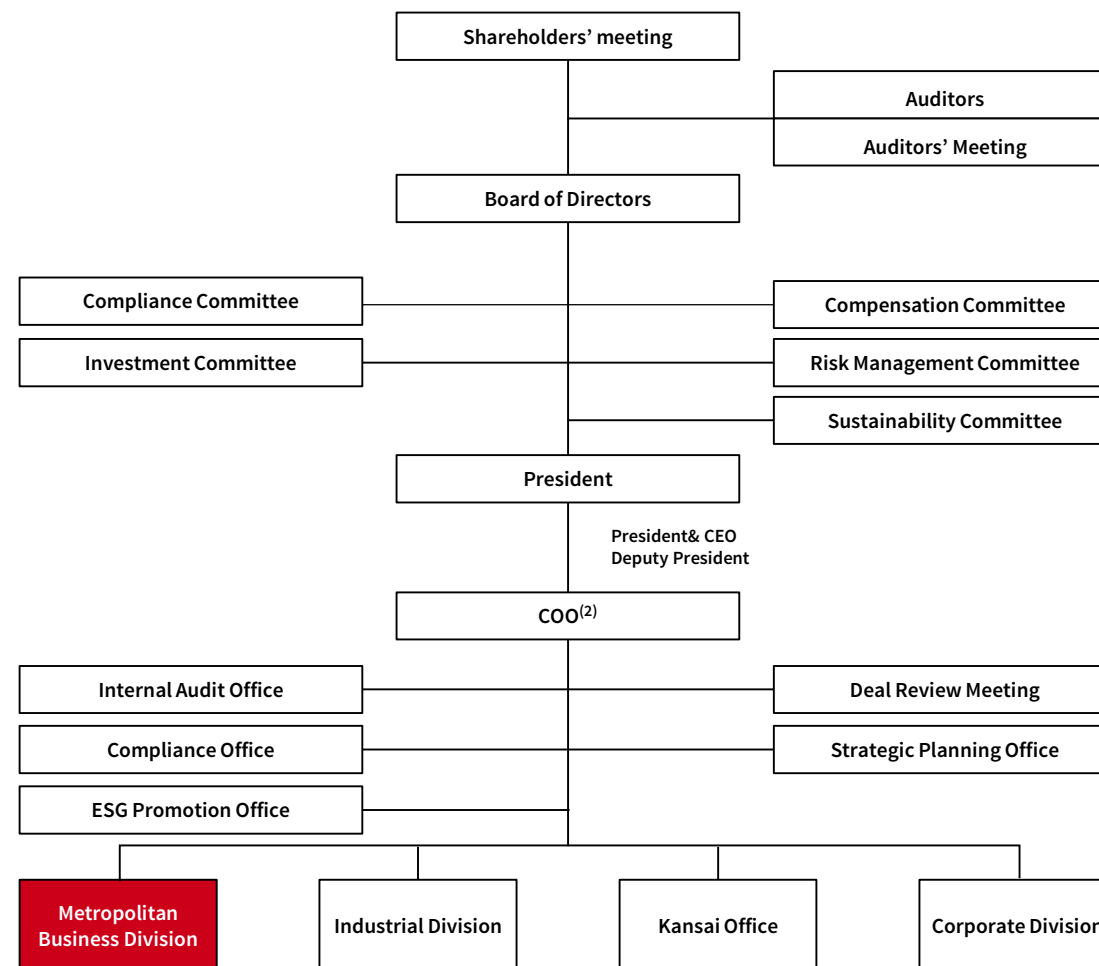 Shareholders’ meeting
Auditors
Auditors’ Meeting
Board of Directors
Compliance Committee
Compensation Committee
Investment Committee
Risk Management Committee
Sustainability Committee
President
President& CEO
Deputy President
COO(2)
Internal Audit Office
Deal Review Meeting
Compliance Office
Strategic Planning Office
ESG Promotion Office
Metropolitan
Business Division
Industrial Division
Kansai Office
Corporate Division